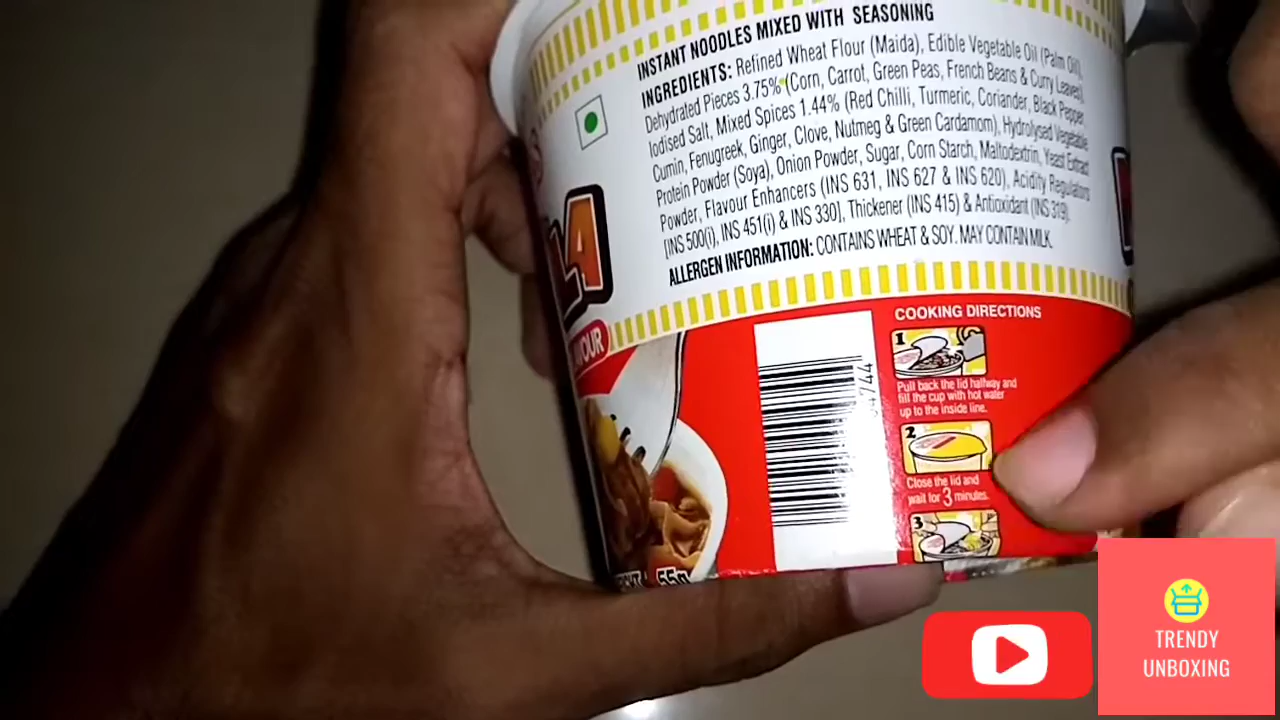 INSTANT NOODLES MIXED WITH SEASONING
INGREDIENTS: Refined Wheat Flour (Maida), Edible Vegetable Oil (Palm Oil),
Dehydrated Pieces 3.75% (Corn, Carrot, Green Peas, French Beans & Curry Leaves),
Iodised Salt, Mixed Spices 1.44% (Red Chilli, Turmeric, Coriander, Black Pepper
Cumin, Fenugreek, Ginger, Clove, Nutmeg & Green Cardamom), Hydrolysed Vegetable
Protein Powder (Soya), Onion Powder, Sugar, Corn Starch, Maltodextrin, Yeast Extract
Powder, Flavour Enhancers (INS 631, INS 627 & INS 620), Acidity Regulators
[INS 500(i), INS 451(i) & INS 330], Thickener (INS 415) & Antioxidant (INS 319).
ALLERGEN INFORMATION: CONTAINS WHEAT & SOY. MAY CONTAIN MILK.
LA
VOUR
COOKING DIRECTIONS
1
Pull back the lid halfway and
fill the cup with hot water
up to the inside line.
2
Close the lid and
wait for 3 minutes.
3
55g
TRENDY
UNBOXING